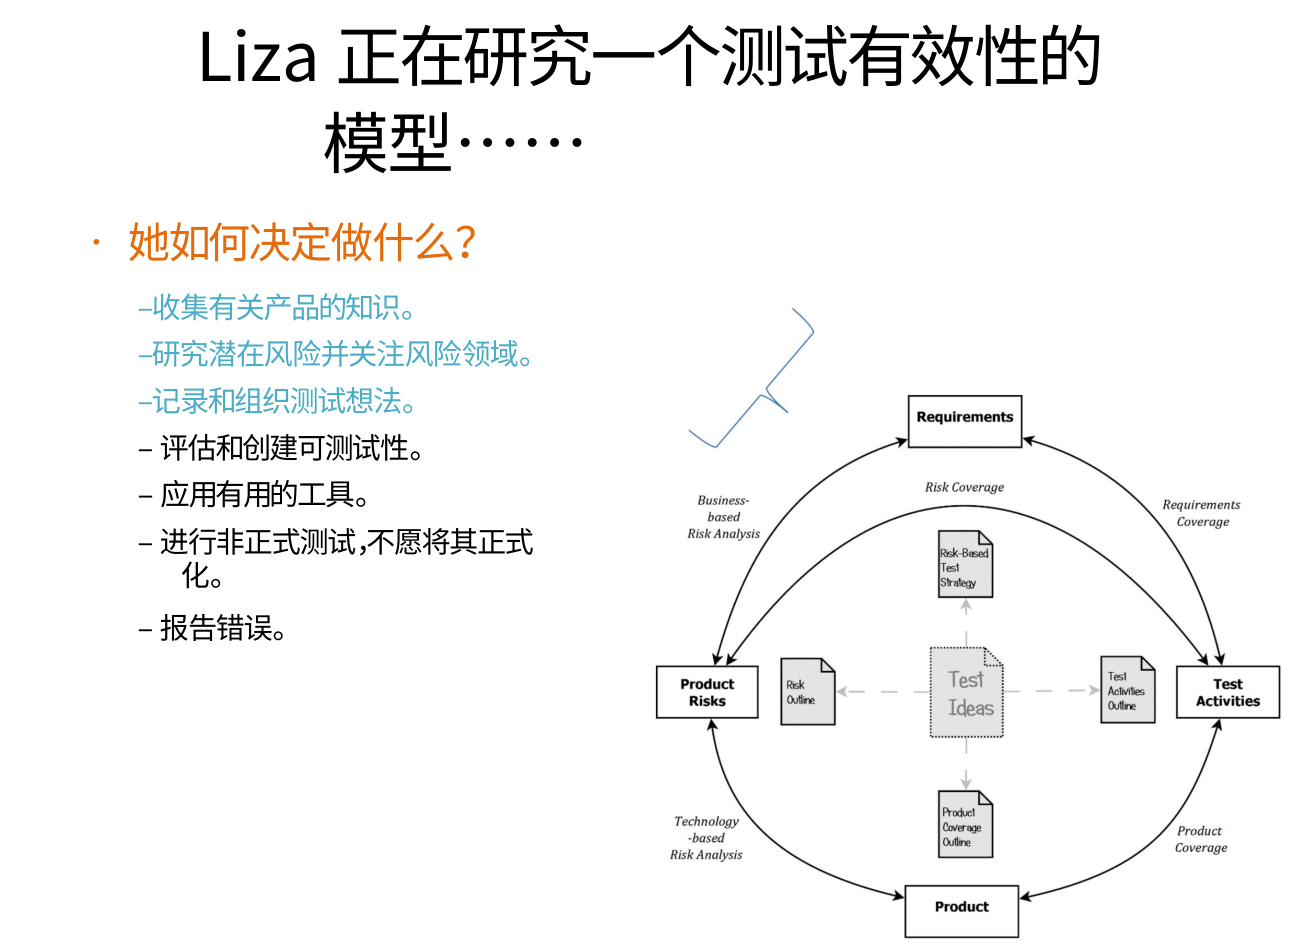 Liza 正在研究一个测试有效性的
模型……
· 她如何决定做什么?
–收集有关产品的知识。
–研究潜在风险并关注风险领域。
–记录和组织测试想法。
– 评估和创建可测试性。
– 应用有用的工具。
– 进行非正式测试,不愿将其正式
化。
– 报告错误。
Requirements
Business-
based
Risk Analysis
Risk Coverage
Requirements
Coverage
Risk-Based
Test
Strategy
Product
Risks
Risk
Outline
Test
Ideas
Test
Activities
Outline
Test
Activities
Technology
-based
Risk Analysis
Product
Coverage
Outline
Product
Coverage
Product